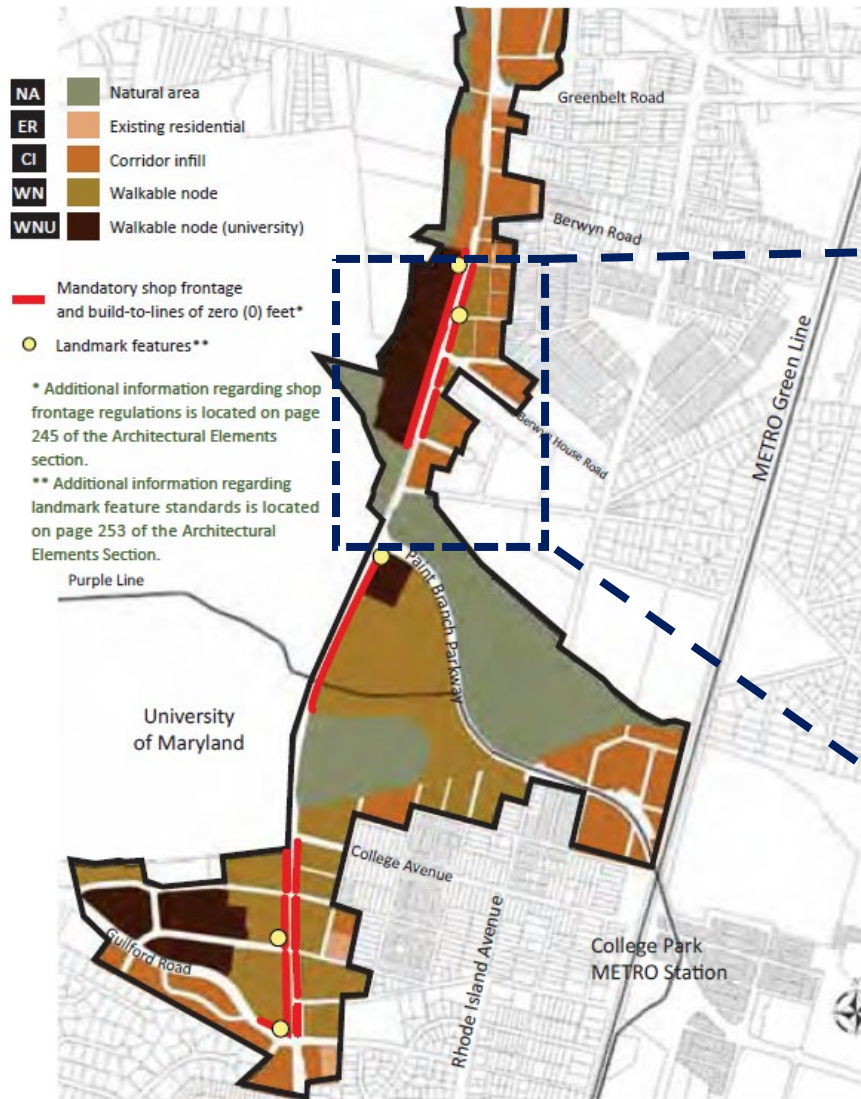 Greenbelt Road
NA Natural area
ER Existing residential
CI Corridor infill
Berwyn Road
WN Walkable node
WNU Walkable node (university)
Mandatory shop frontage
and build-to-lines of zero (0) feet*
Landmark features**
* Additional information regarding shop
frontage regulations is located on page
245 of the Architectural Elements
section.
** Additional information regarding
landmark feature standards is located
on page 253 of the Architectural
Elements Section.
METRO Green Line
Berwyn House Road
Purple Line
Paint Branch Parkway
University
of Maryland
College Avenue
Guilford Road
Rhode Island Avenue
College Park
METRO Station